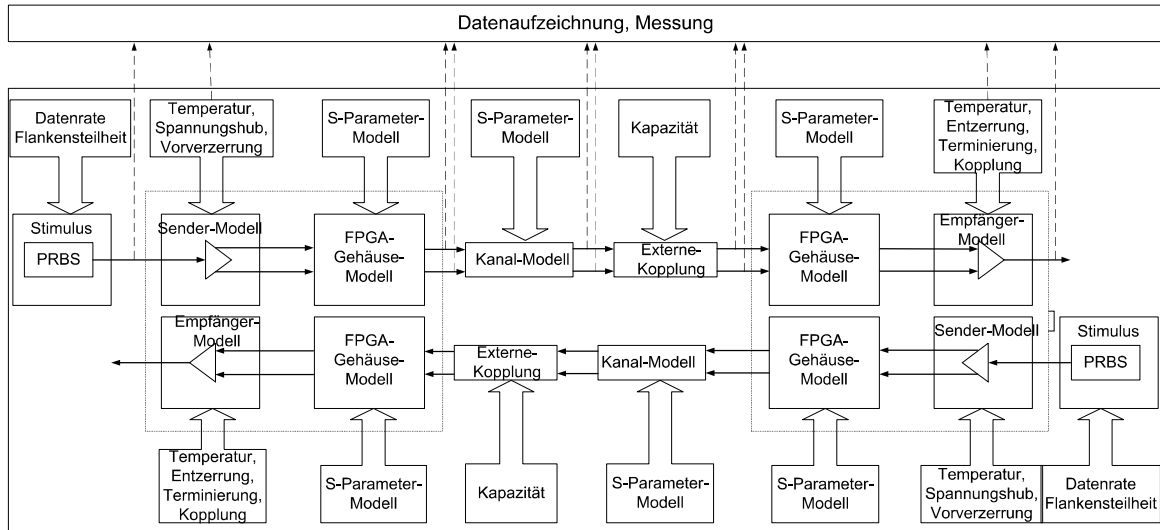 Datenaufzeichnung, Messung
Datenrate
Flankensteilheit
Temperatur,
Spannungshub,
Vorverzerrung
S-Parameter-
Modell
S-Parameter-
Modell
Kapazität
S-Parameter-
Modell
Temperatur,
Entzerrung,
Terminierung,
Kopplung
Stimulus
PRBS
Sender-Modell
FPGA-
Gehäuse-
Modell
Kanal-Modell
Externe-
Kopplung
FPGA-
Gehäuse-
Modell
Empfänger-
Modell
Empfänger-
Modell
FPGA-
Gehäuse-
Modell
Externe-
Kopplung
Kanal-Modell
FPGA-
Gehäuse-
Modell
Sender-Modell
Stimulus
PRBS
Temperatur,
Entzerrung,
Terminierung,
Kopplung
S-Parameter-
Modell
Kapazität
S-Parameter-
Modell
S-Parameter-
Modell
Temperatur,
Spannungshub,
Vorverzerrung
Datenrate
Flankensteilheit